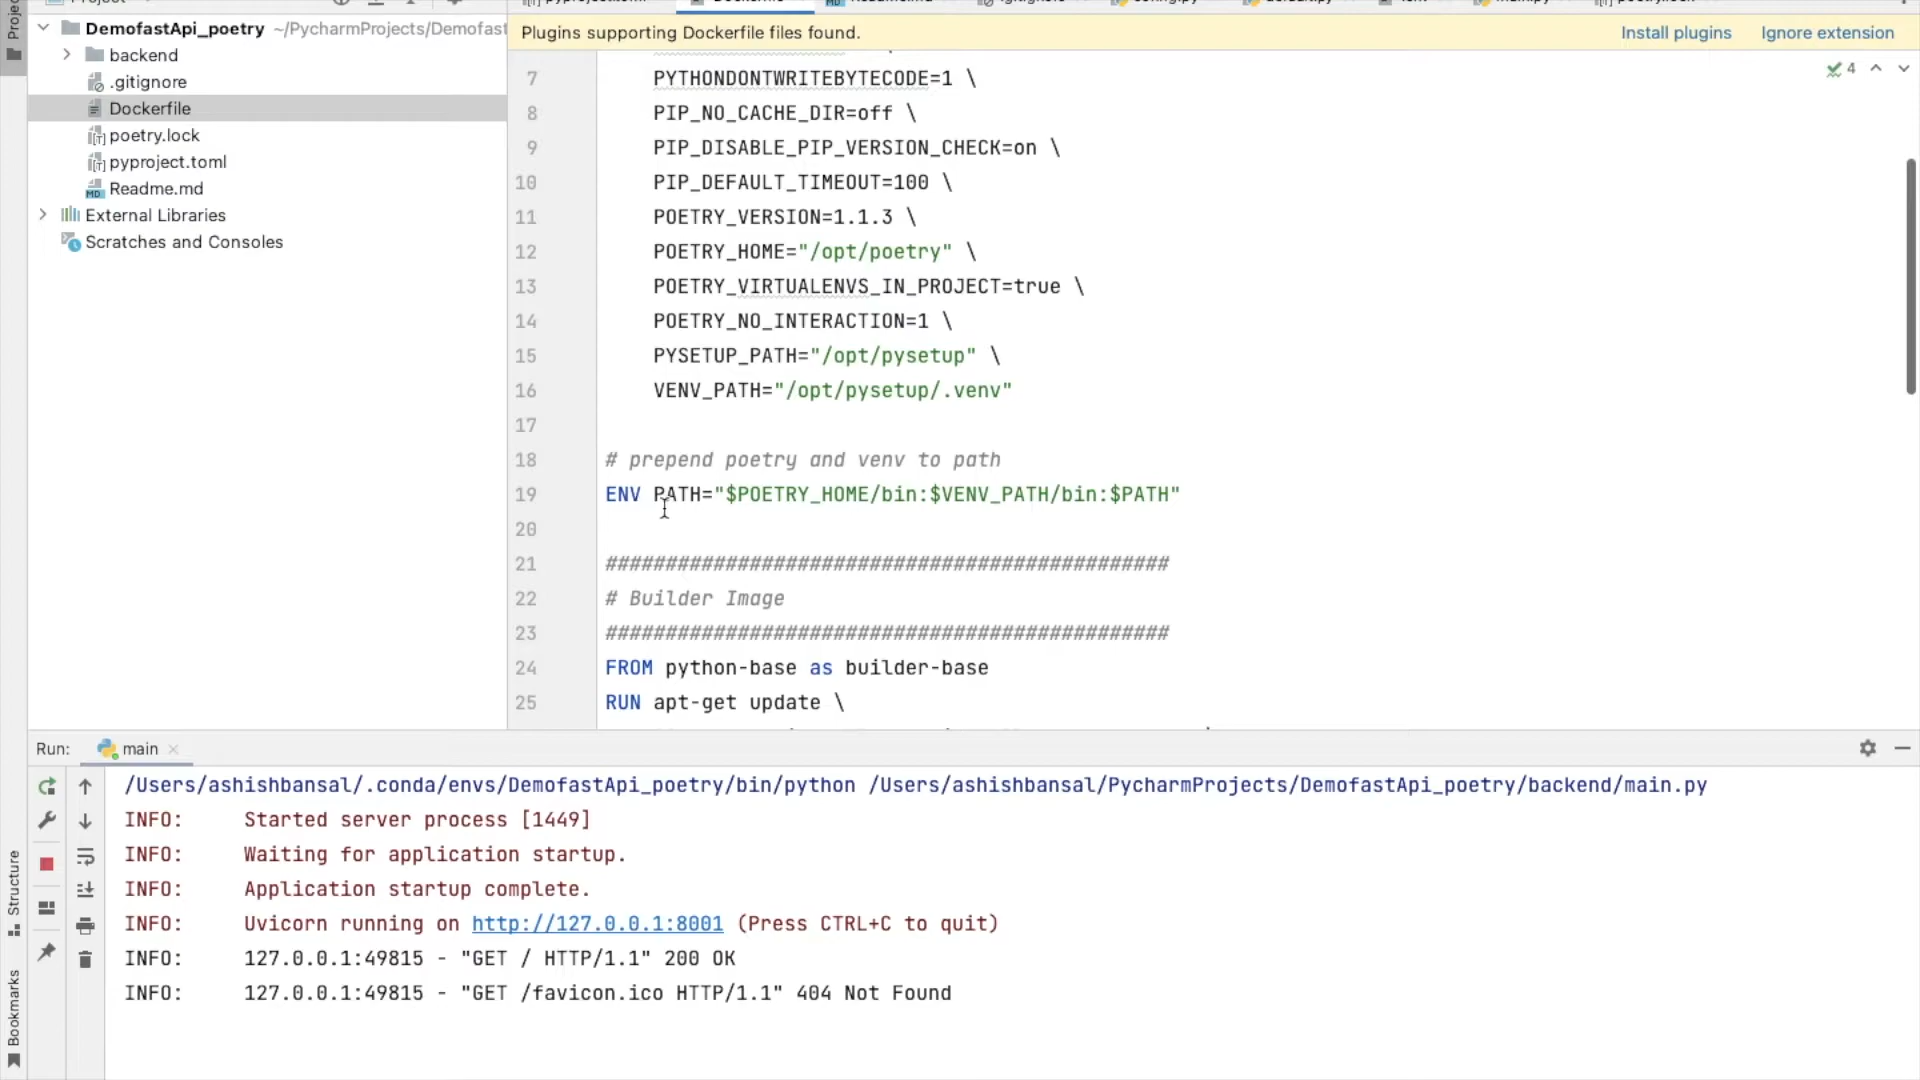 Project
DemofastApi_poetry ~/PycharmProjects/Demofast
backend
.gitignore
Dockerfile
poetry.lock
pyproject.toml
Readme.md
External Libraries
Scratches and Consoles
Plugins supporting Dockerfile files found. Install plugins Ignore extension
4
7 PYTHONDONTWRITEBYTECODE=1 \
8 PIP_NO_CACHE_DIR=off \
9 PIP_DISABLE_PIP_VERSION_CHECK=on \
10 PIP_DEFAULT_TIMEOUT=100 \
11 POETRY_VERSION=1.1.3 \
12 POETRY_HOME="/opt/poetry" \
13 POETRY_VIRTUALENVS_IN_PROJECT=true \
14 POETRY_NO_INTERACTION=1 \
15 PYSETUP_PATH="/opt/pysetup" \
16 VENV_PATH="/opt/pysetup/.venv"
17
18 # prepend poetry and venv to path
19 ENV PATH="$POETRY_HOME/bin:$VENV_PATH/bin:$PATH"
20
21 ###############################################
22 # Builder Image
23 ###############################################
24 FROM python-base as builder-base
25 RUN apt-get update \
Run: main
/Users/ashishbansal/.conda/envs/DemofastApi_poetry/bin/python /Users/ashishbansal/PycharmProjects/DemofastApi_poetry/backend/main.py
INFO: Started server process [1449]
INFO: Waiting for application startup.
INFO: Application startup complete.
INFO: Uvicorn running on http://127.0.0.1:8001 (Press CTRL+C to quit)
INFO: 127.0.0.1:49815 - "GET / HTTP/1.1" 200 OK
INFO: 127.0.0.1:49815 - "GET /favicon.ico HTTP/1.1" 404 Not Found
Structure
Bookmarks